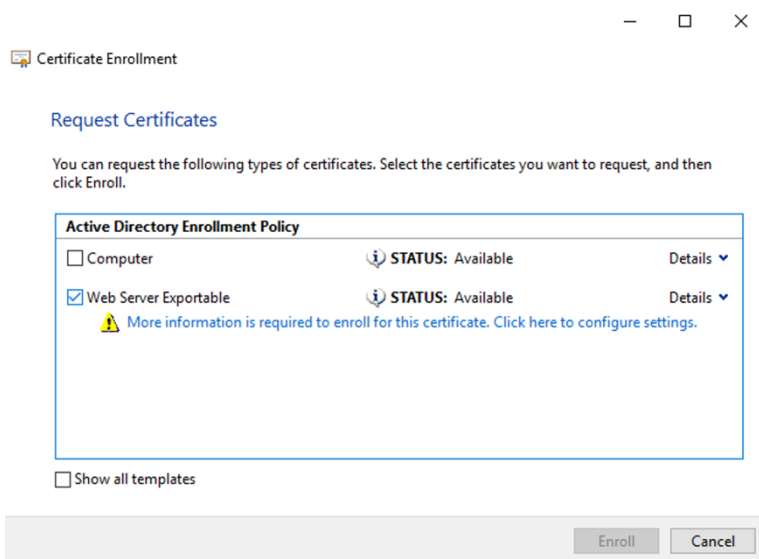 Certificate Enrollment
Request Certificates
You can request the following types of certificates. Select the certificates you want to request, and then
click Enroll.
Active Directory Enrollment Policy
Computer STATUS: Available Details
Web Server Exportable STATUS: Available Details
More information is required to enroll for this certificate. Click here to configure settings.
Show all templates
Enroll Cancel